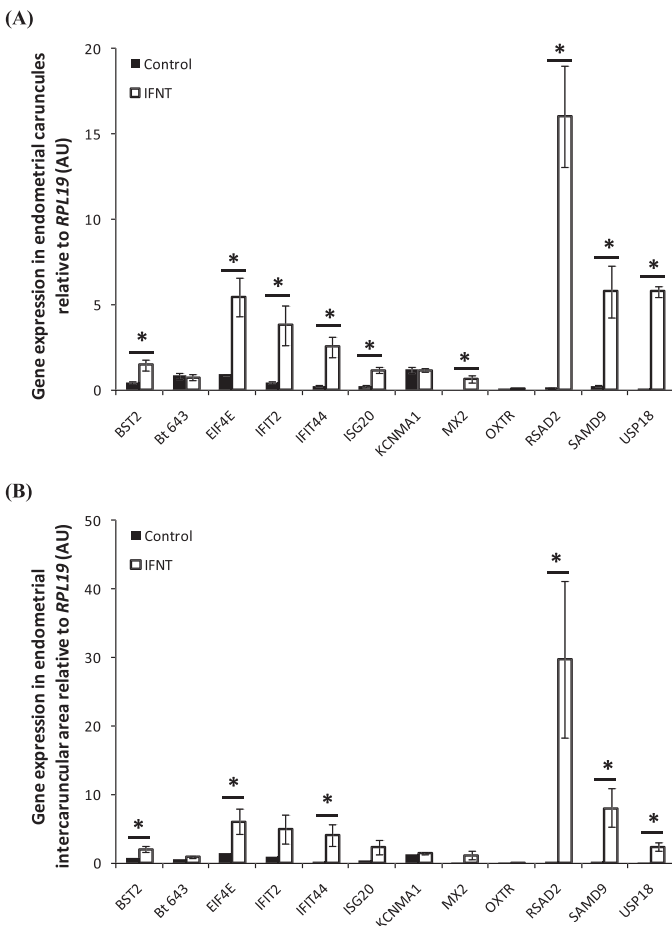 (A)
Gene expression in endometrial caruncules
relative to RPL19 (AU)
20
15
10
5
0
Control
IFNT
*
*
*
*
*
*
*
*
*
BST2
Bt 643
EIF4E
IFIT2
IFIT44
ISG20
KCNMA1
MX2
OXTR
RSAD2
SAMD9
USP18
(B)
Gene expression in endometrial
intercaruncular area relative to RPL19 (AU)
50
40
30
20
10
0
Control
IFNT
*
*
*
*
*
*
BST2
Bt 643
EIF4E
IFIT2
IFIT44
ISG20
KCNMA1
MX2
OXTR
RSAD2
SAMD9
USP18